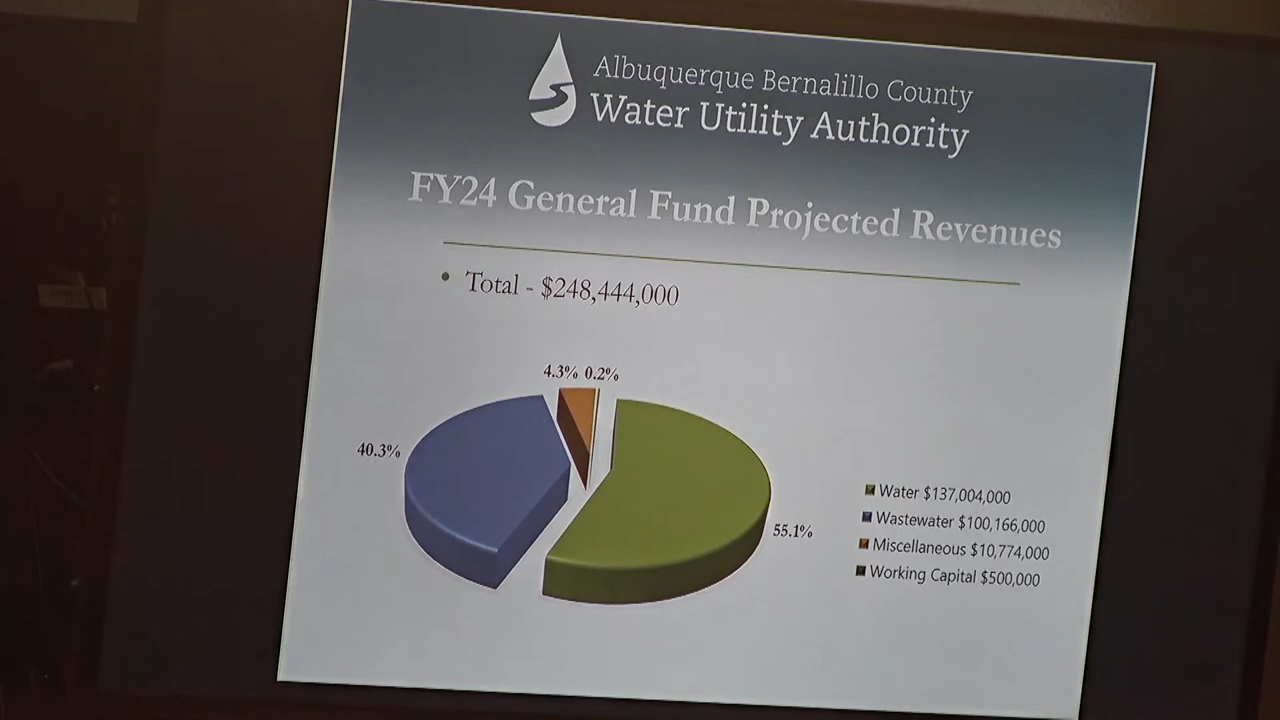 Albuquerque Bernalillo County
Water Utility Authority
FY24 General Fund Projected Revenues
• Total - $248,444,000
4.3% 0.2%
40.3%
55.1%
Water $137,004,000
Wastewater $100,166,000
Miscellaneous $10,774,000
Working Capital $500,000